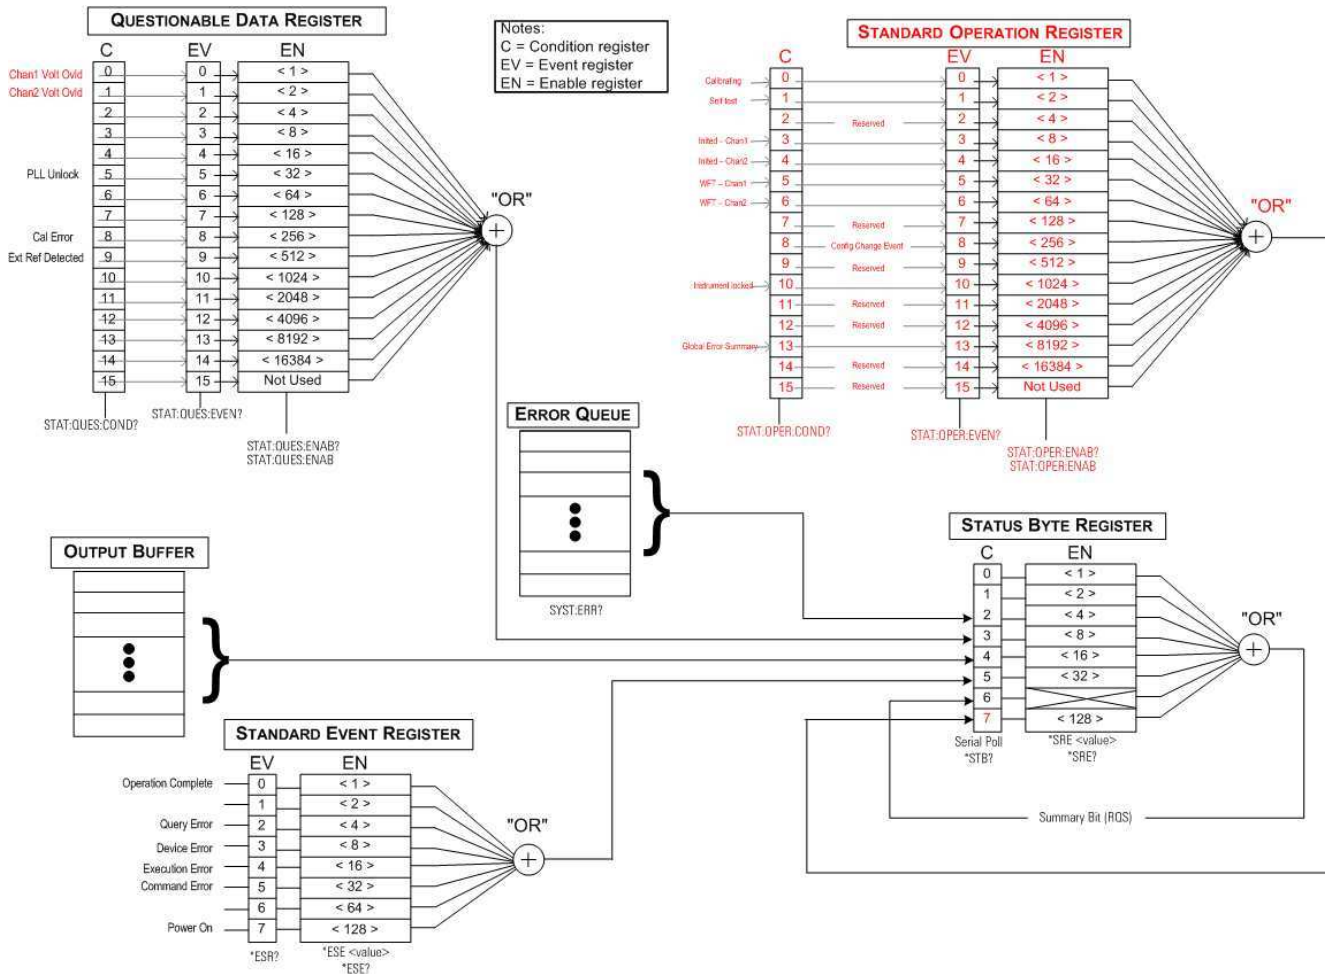 QUESTIONABLE DATA REGISTER
C EV EN
Chan1 Volt Ovld 0 0 < 1 >
Chan2 Volt Ovld 1 1 < 2 >
2 2 < 4 >
3 3 < 8 >
4 4 < 16 >
PLL Unlock 5 5 < 32 >
6 6 < 64 >
7 7 < 128 >
Cal Error 8 8 < 256 >
Ext Ref Detected 9 9 < 512 >
10 10 < 1024 >
11 11 < 2048 >
12 12 < 4096 >
13 13 < 8192 >
14 14 < 16384 >
15 15 Not Used
"OR"
+
STAT:QUES:COND?
STAT:QUES:EVEN?
STAT:QUES:ENAB?
STAT:QUES:ENAB
Notes:
C = Condition register
EV = Event register
EN = Enable register
STANDARD OPERATION REGISTER
C EV EN
Calibrating 0 0 < 1 >
Self test 1 1 < 2 >
2 Reserved 2 < 4 >
Inited – Chan1 3 3 < 8 >
Inited – Chan2 4 4 < 16 >
WFT – Chan1 5 5 < 32 >
WFT – Chan2 6 6 < 64 >
7 Reserved 7 < 128 >
8 Config Change Event 8 < 256 >
9 Reserved 9 < 512 >
Instrument locked 10 10 < 1024 >
11 Reserved 11 < 2048 >
12 Reserved 12 < 4096 >
Global Error Summary 13 13 < 8192 >
14 Reserved 14 < 16384 >
15 Reserved 15 Not Used
"OR"
+
STAT:OPER:COND?
STAT:OPER:EVEN?
STAT:OPER:ENAB?
STAT:OPER:ENAB
ERROR QUEUE
SYST:ERR?
OUTPUT BUFFER
STATUS BYTE REGISTER
C EN
0 < 1 >
1 < 2 >
2 < 4 >
3 < 8 >
4 < 16 >
5 < 32 >
6
7 < 128 >
"OR"
+
Serial Poll
*STB?
*SRE <value>
*SRE?
Summary Bit (RQS)
STANDARD EVENT REGISTER
EV EN
Operation Complete 0 < 1 >
1 < 2 >
Query Error 2 < 4 >
Device Error 3 < 8 >
Execution Error 4 < 16 >
Command Error 5 < 32 >
6 < 64 >
Power On 7 < 128 >
"OR"
+
*ESR?
*ESE <value>
*ESE?